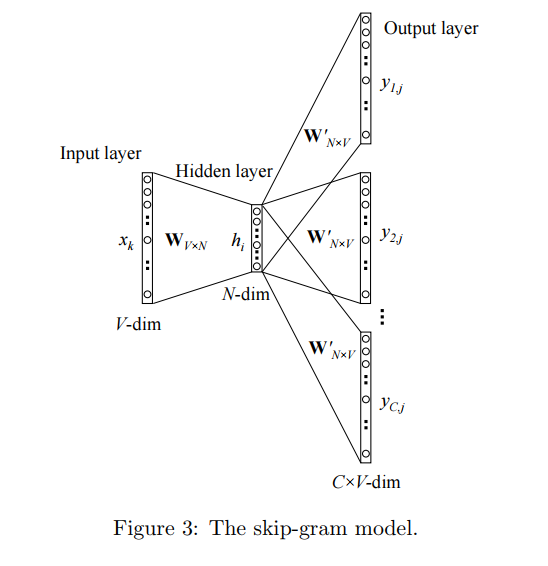 Output layer
y1,j
W'N×V
Input layer
Hidden layer
xk
WV×N
hi
W'N×V
y2,j
N-dim
V-dim
W'N×V
yC,j
C×V-dim
Figure 3: The skip-gram model.